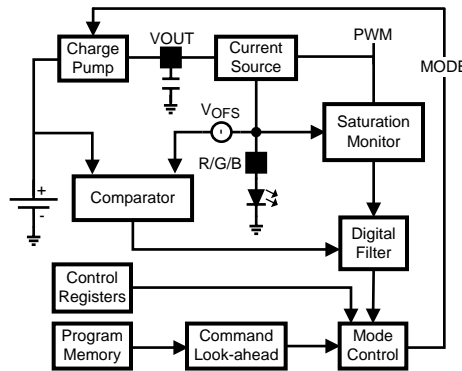 Charge
Pump
VOUT
Current
Source
PWM
MODE
VOFS
Saturation
Monitor
R/G/B
+
-
Comparator
Digital
Filter
Control
Registers
Program
Memory
Command
Look-ahead
Mode
Control